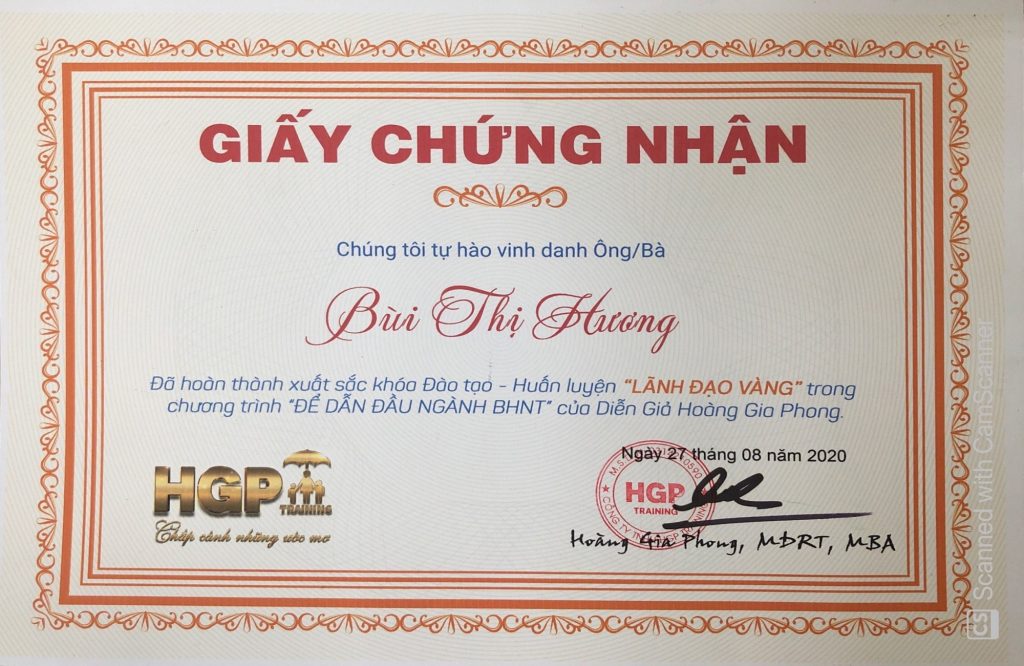 GIẤY CHỨNG NHẬN
Chúng tôi tự hào vinh danh Ông/Bà
Bùi Thị Hương
Đã hoàn thành xuất sắc khóa Đào tạo - Huấn luyện “LÃNH ĐẠO VÀNG” trong
chương trình “ĐỂ DẪN ĐẦU NGÀNH BHNT” của Diễn Giả Hoàng Gia Phong.
Ngày 27 tháng 08 năm 2020
HGP
TRAINING
Chắp cánh những ước mơ
HGP
TRAINING
CÔNG TY
Hoàng Gia Phong, MDRT, MBA
CS Scanned with CamScanner